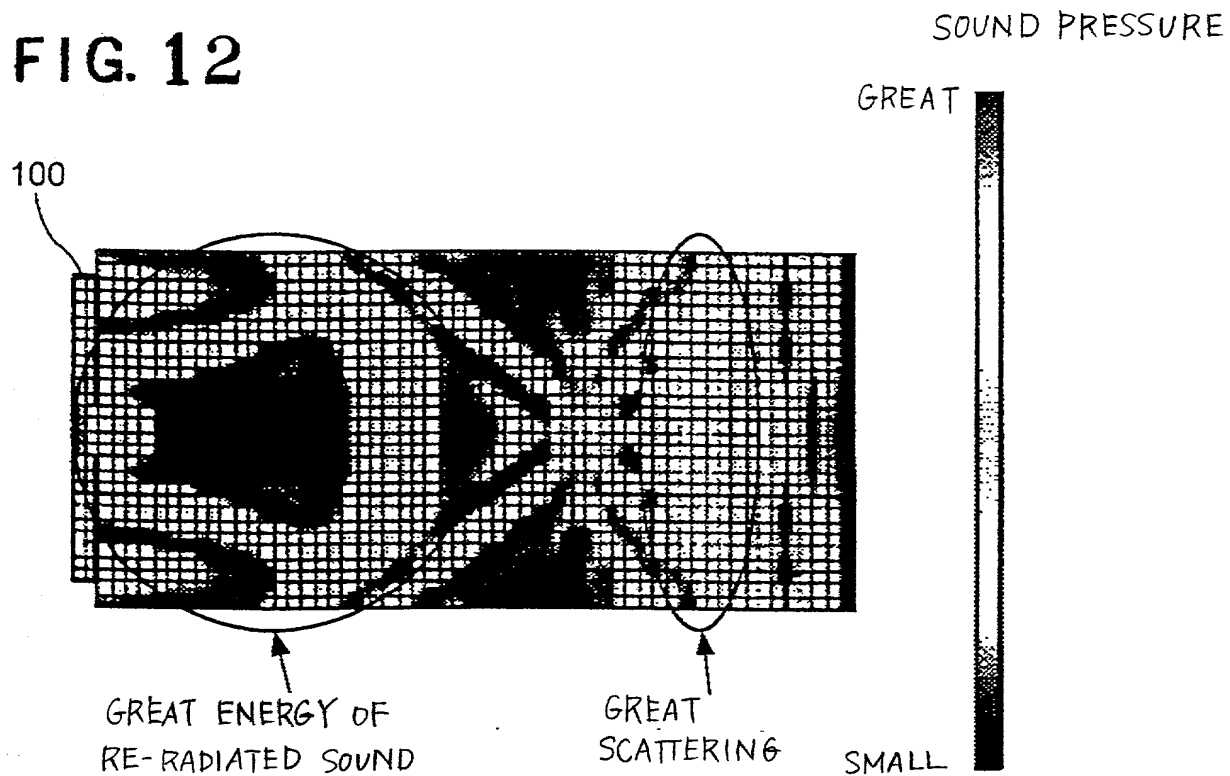 FIG. 12
SOUND PRESSURE
GREAT
100
GREAT ENERGY OF
RE-RADIATED SOUND
GREAT
SCATTERING
SMALL